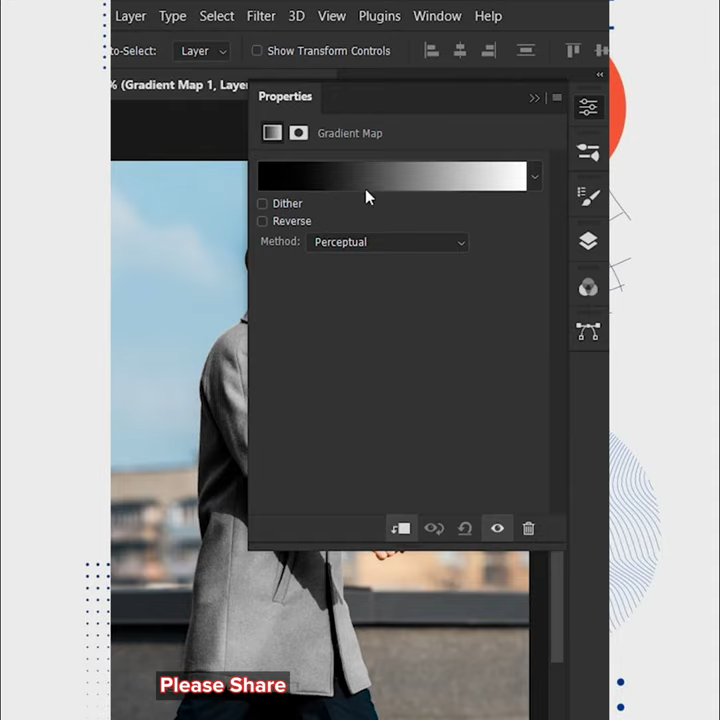 Layer Type Select Filter 3D View Plugins Window Help
to-Select: Layer Show Transform Controls
% (Gradient Map 1, Laye
Properties
Gradient Map
Dither
Reverse
Method: Perceptual
Please Share